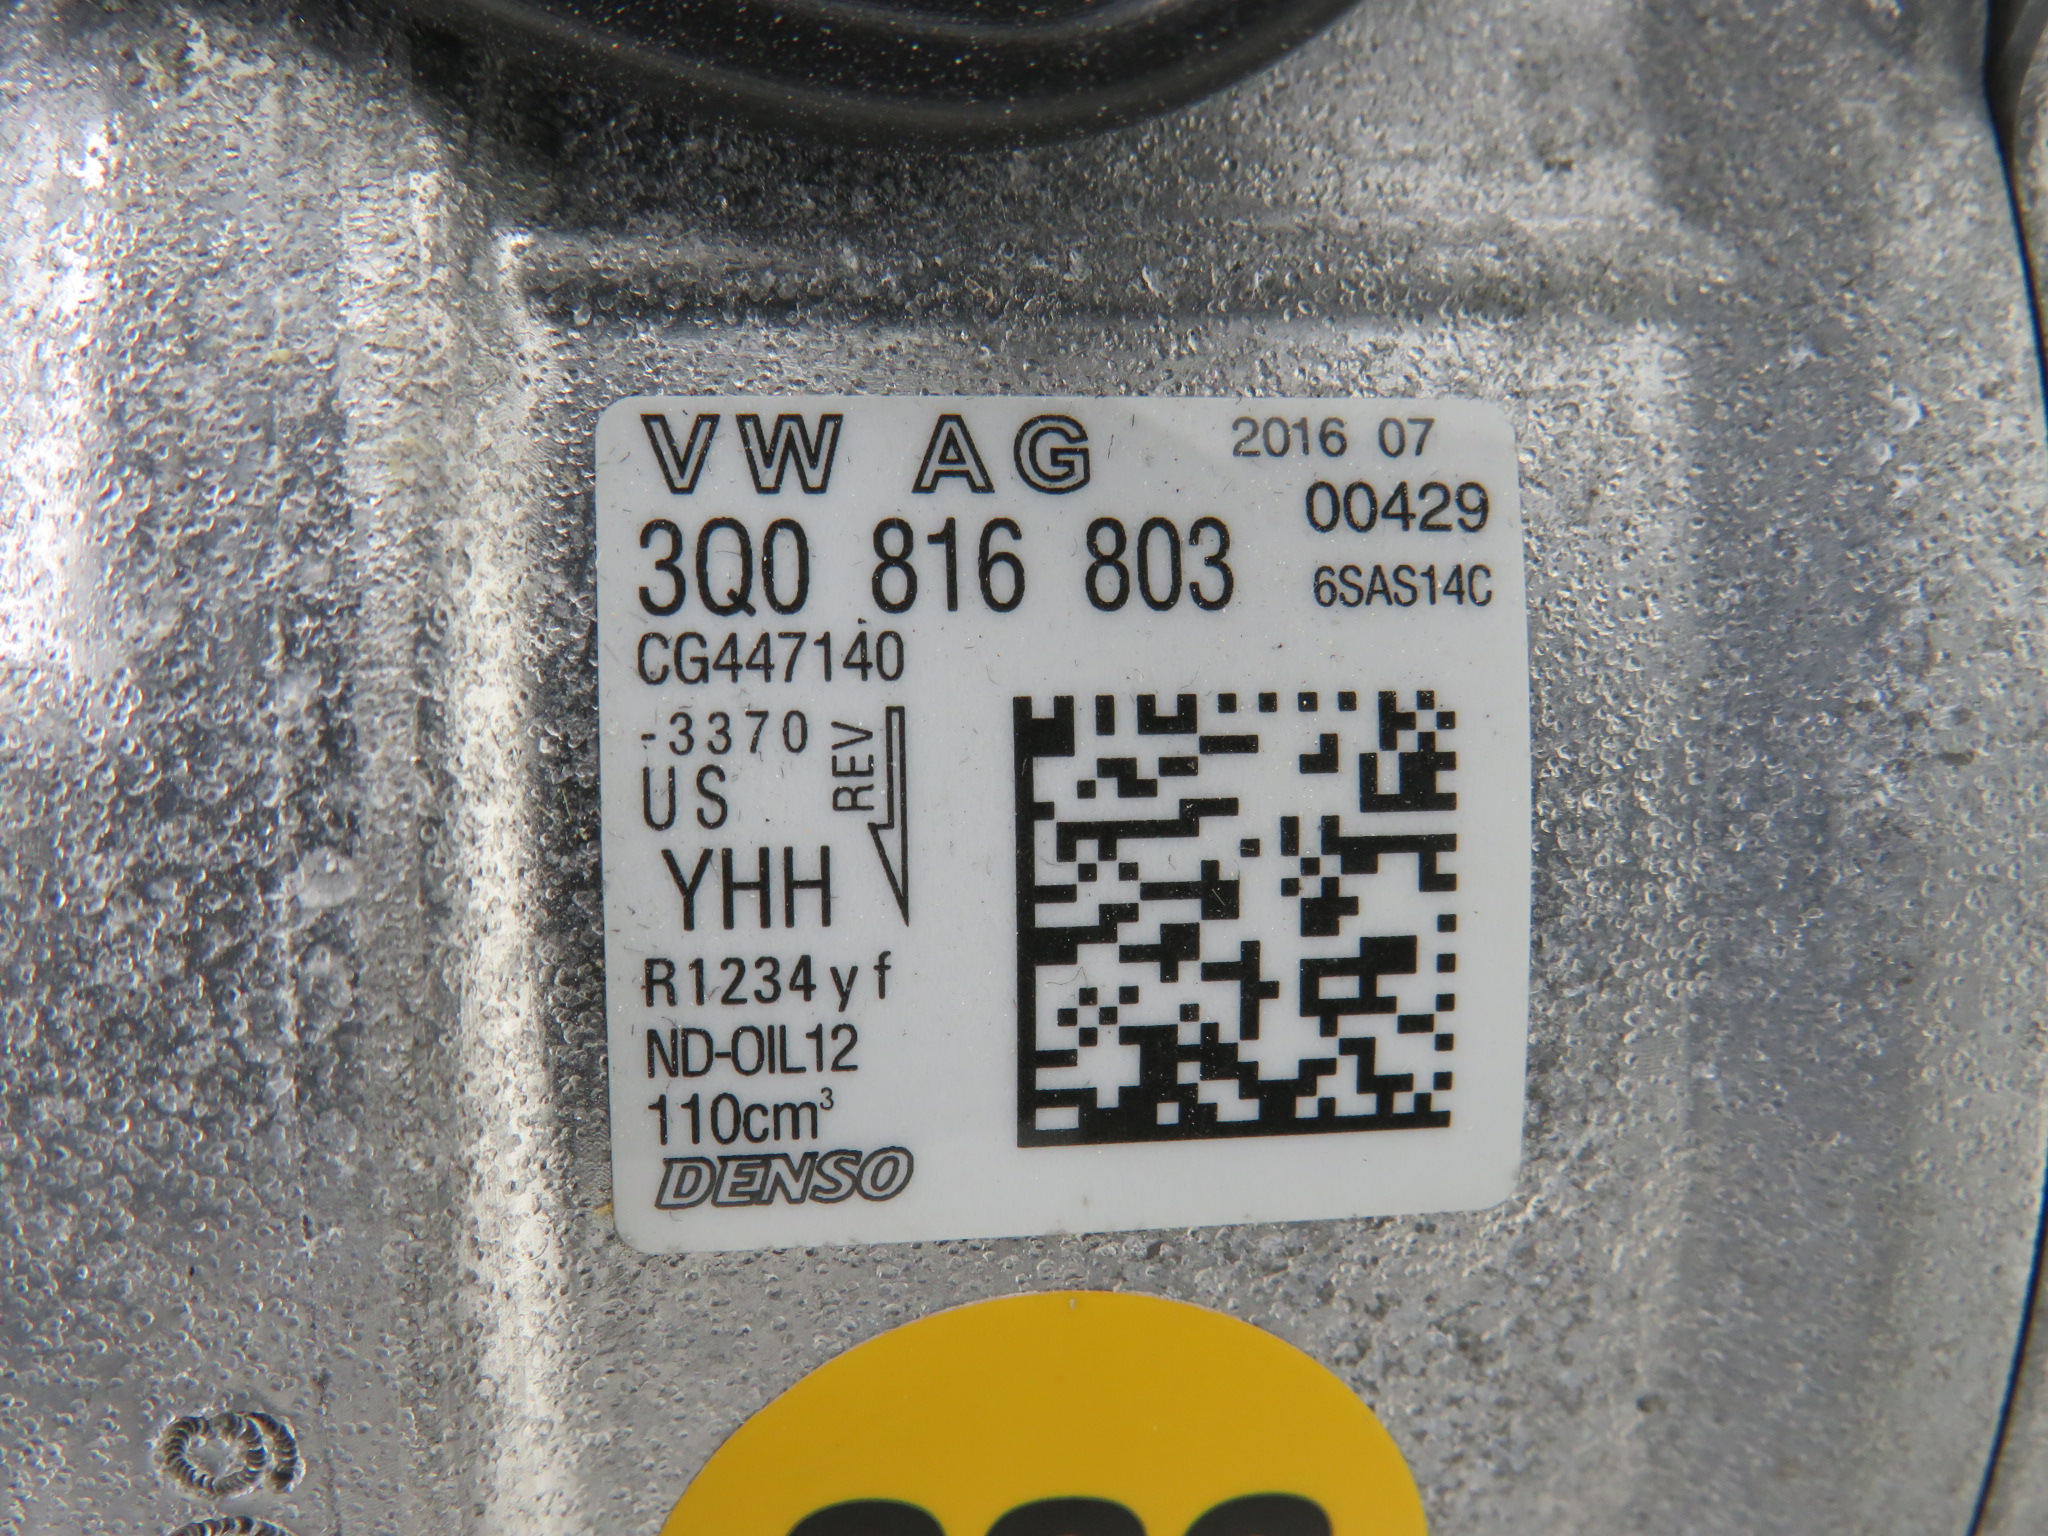 VW AG 2016 07
00429
3Q0 816 803
6SAS14C
CG447140
-3370
REV
US
YHH
R1234yf
ND-OIL12
110cm³
DENSO